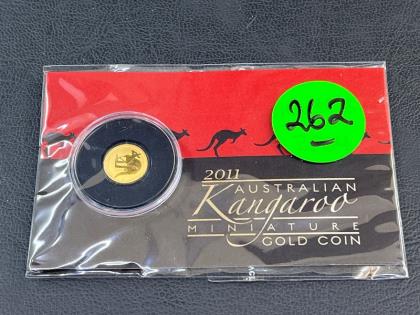 262
2011
AUSTRALIAN
Kangaroo
MINIATURE
GOLD COIN